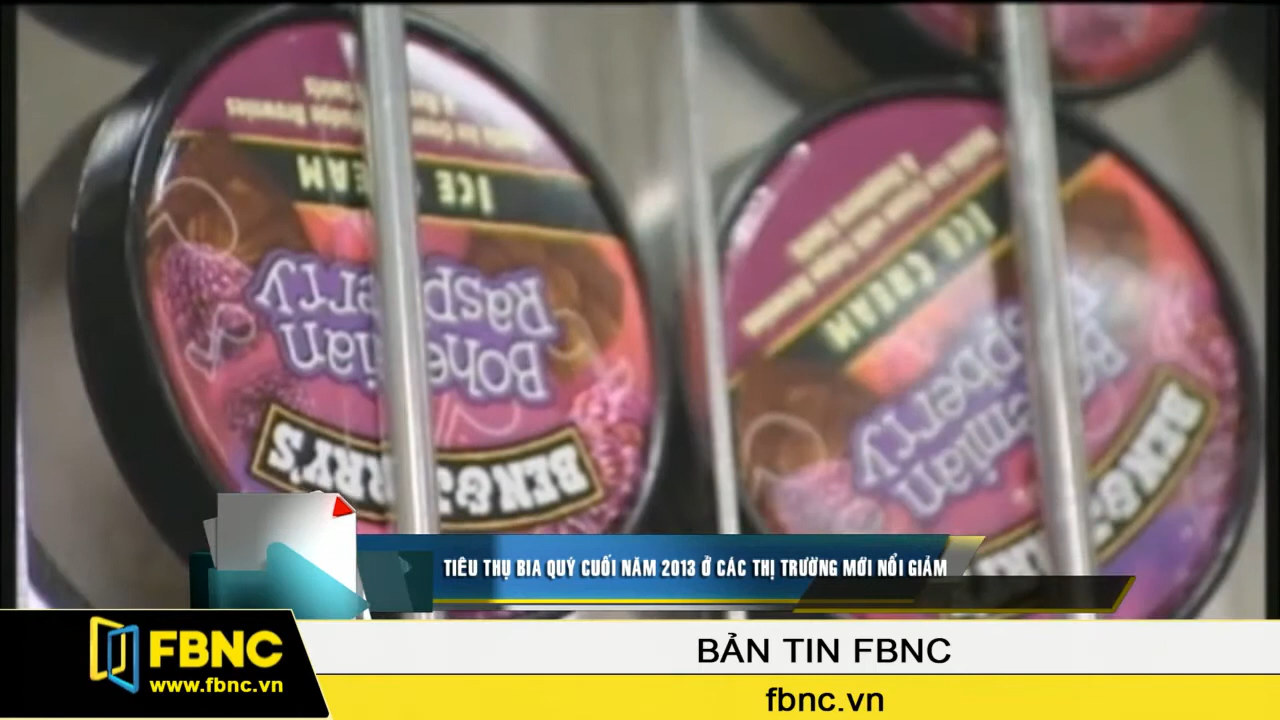 ICE
Bohemian
Raspberry
BEN & JERRY'S
ICE CREAM
Bohemian
Raspberry
BEN &
TIÊU THỤ BIA QUÝ CUỐI NĂM 2013 Ở CÁC THỊ TRƯỜNG MỚI NỔI GIẢM
FBNC
www.fbnc.vn
BẢN TIN FBNC
fbnc.vn